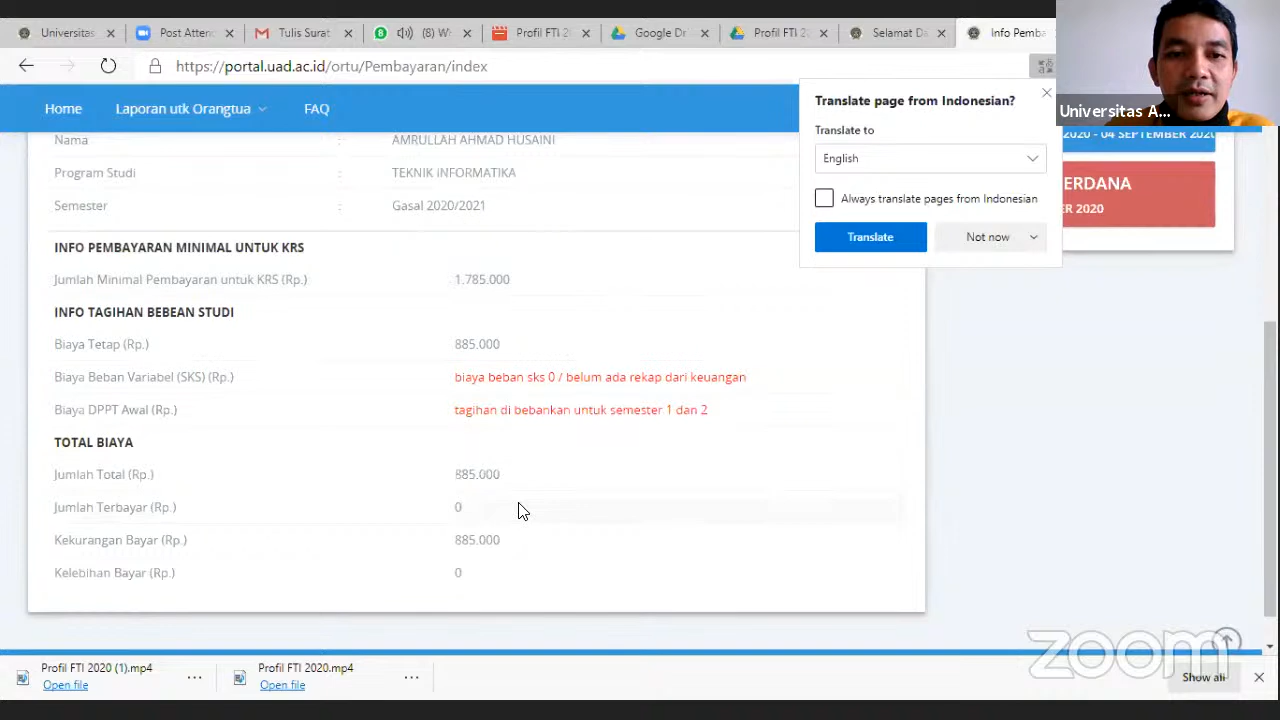 Universitas
Post Attend
Tulis Surat
(8) W
Profil FTI 2
Google Dr
Profil FTI 2
Selamat Da
Info Pemba
https://portal.uad.ac.id/ortu/Pembayaran/index
Universitas A...
Home
Laporan utk Orangtua
FAQ
Translate page from Indonesian?
Translate to
English
Always translate pages from Indonesian
Translate
Not now
2020 - 04 SEPTEMBER 2020
ERDANA
ER 2020
Nama : AMRULLAH AHMAD HUSAINI
Program Studi : TEKNIK INFORMATIKA
Semester : Gasal 2020/2021
INFO PEMBAYARAN MINIMAL UNTUK KRS
Jumlah Minimal Pembayaran untuk KRS (Rp.) 1.785.000
INFO TAGIHAN BEBEAN STUDI
Biaya Tetap (Rp.) 885.000
Biaya Beban Variabel (SKS) (Rp.) biaya beban sks 0 / belum ada rekap dari keuangan
Biaya DPPT Awal (Rp.) tagihan di bebankan untuk semester 1 dan 2
TOTAL BIAYA
Jumlah Total (Rp.) 885.000
Jumlah Terbayar (Rp.) 0
Kekurangan Bayar (Rp.) 885.000
Kelebihan Bayar (Rp.) 0
zoom
Profil FTI 2020 (1).mp4
Open file
Profil FTI 2020.mp4
Open file
Show all